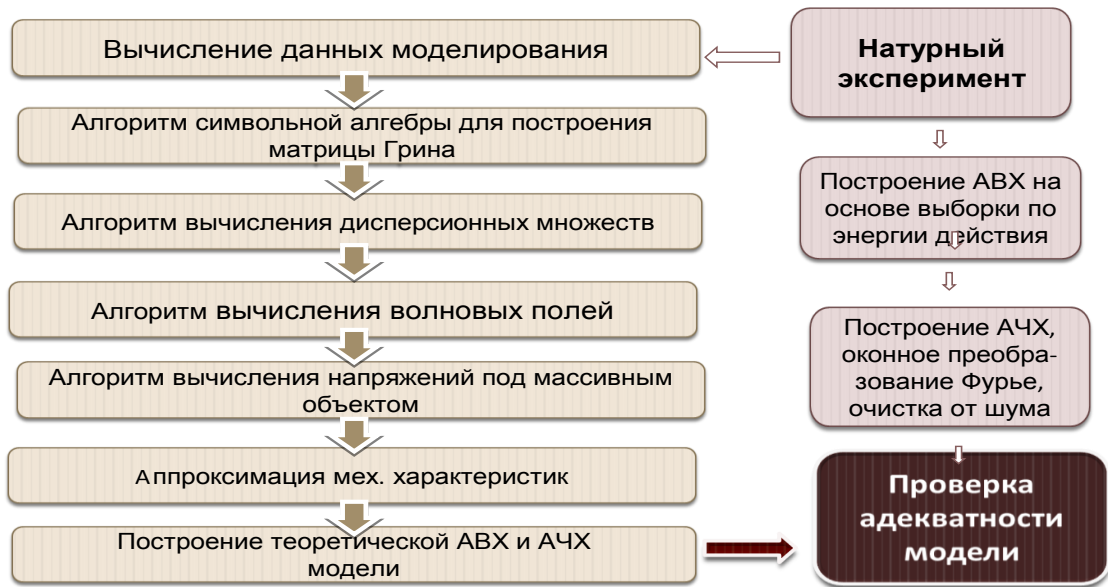 Вычисление данных моделирования
Алгоритм символьной алгебры для построения
матрицы Грина
Алгоритм вычисления дисперсионных множеств
Алгоритм вычисления волновых полей
Алгоритм вычисления напряжений под массивным
объектом
Аппроксимация мех. характеристик
Построение теоретической АВХ и АЧХ
модели
Натурный
эксперимент
Построение АВХ на
основе выборки по
энергии действия
Построение АЧХ,
оконное преобра-
зование Фурье,
очистка от шума
Проверка
адекватности
модели